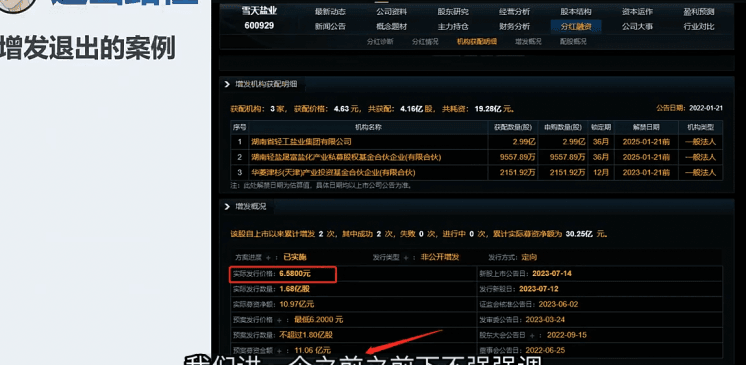 增发退出的案例
雪天盐业
600929
最新动态 公司资料 股东研究 经营分析 股本结构 资本运作 盈利预测
新闻公告 概念题材 主力持仓 财务分析 分红融资 公司大事 行业对比
分红诊断 分红情况 机构获配明细 增发概况 配股概况
增发机构获配明细
获配机构：3 家，获配价格：4.63 元，共获配：4.16亿 股，共耗资：19.28亿 元。 公告日期：2022-01-21
序号 机构名称 获配数量(股) 申购数量(股) 锁定期 解禁日期 机构类型
1 湖南省轻工盐业集团有限公司 2.99亿 2.99亿 36月 2025-01-21前 一般法人
2 湖南轻盐晟富盐化产业私募股权基金合伙企业(有限合伙) 9557.89万 9557.89万 36月 2025-01-21前 一般法人
3 华菱津杉(天津)产业投资基金合伙企业(有限合伙) 2151.92万 2151.92万 12月 2023-01-21前 一般法人
注：此处解禁日期为估算值，具体日期均以上市公司公告为准。
增发概况
该股自上市以来累计增发 2 次，其中成功 2 次，失败 0 次，进行中 0 次，累计实际募资净额为 30.25亿 元。
方案进度：已实施 发行类型：非公开增发 发行方式：定向
实际发行价格：6.5800元 新股上市公告日：2023-07-14
实际发行数量：1.68亿股 发行新股日：2023-07-12
实际募资净额：10.97亿元 证监会核准公告日：2023-06-02
预案发行价格：最低6.2000 元 发审委公告日：2023-03-24
预案发行数量：不超过1.80亿股 股东大会公告日：2022-09-15
预案募资金额：11.06 亿元 董事会公告日：2022-06-25